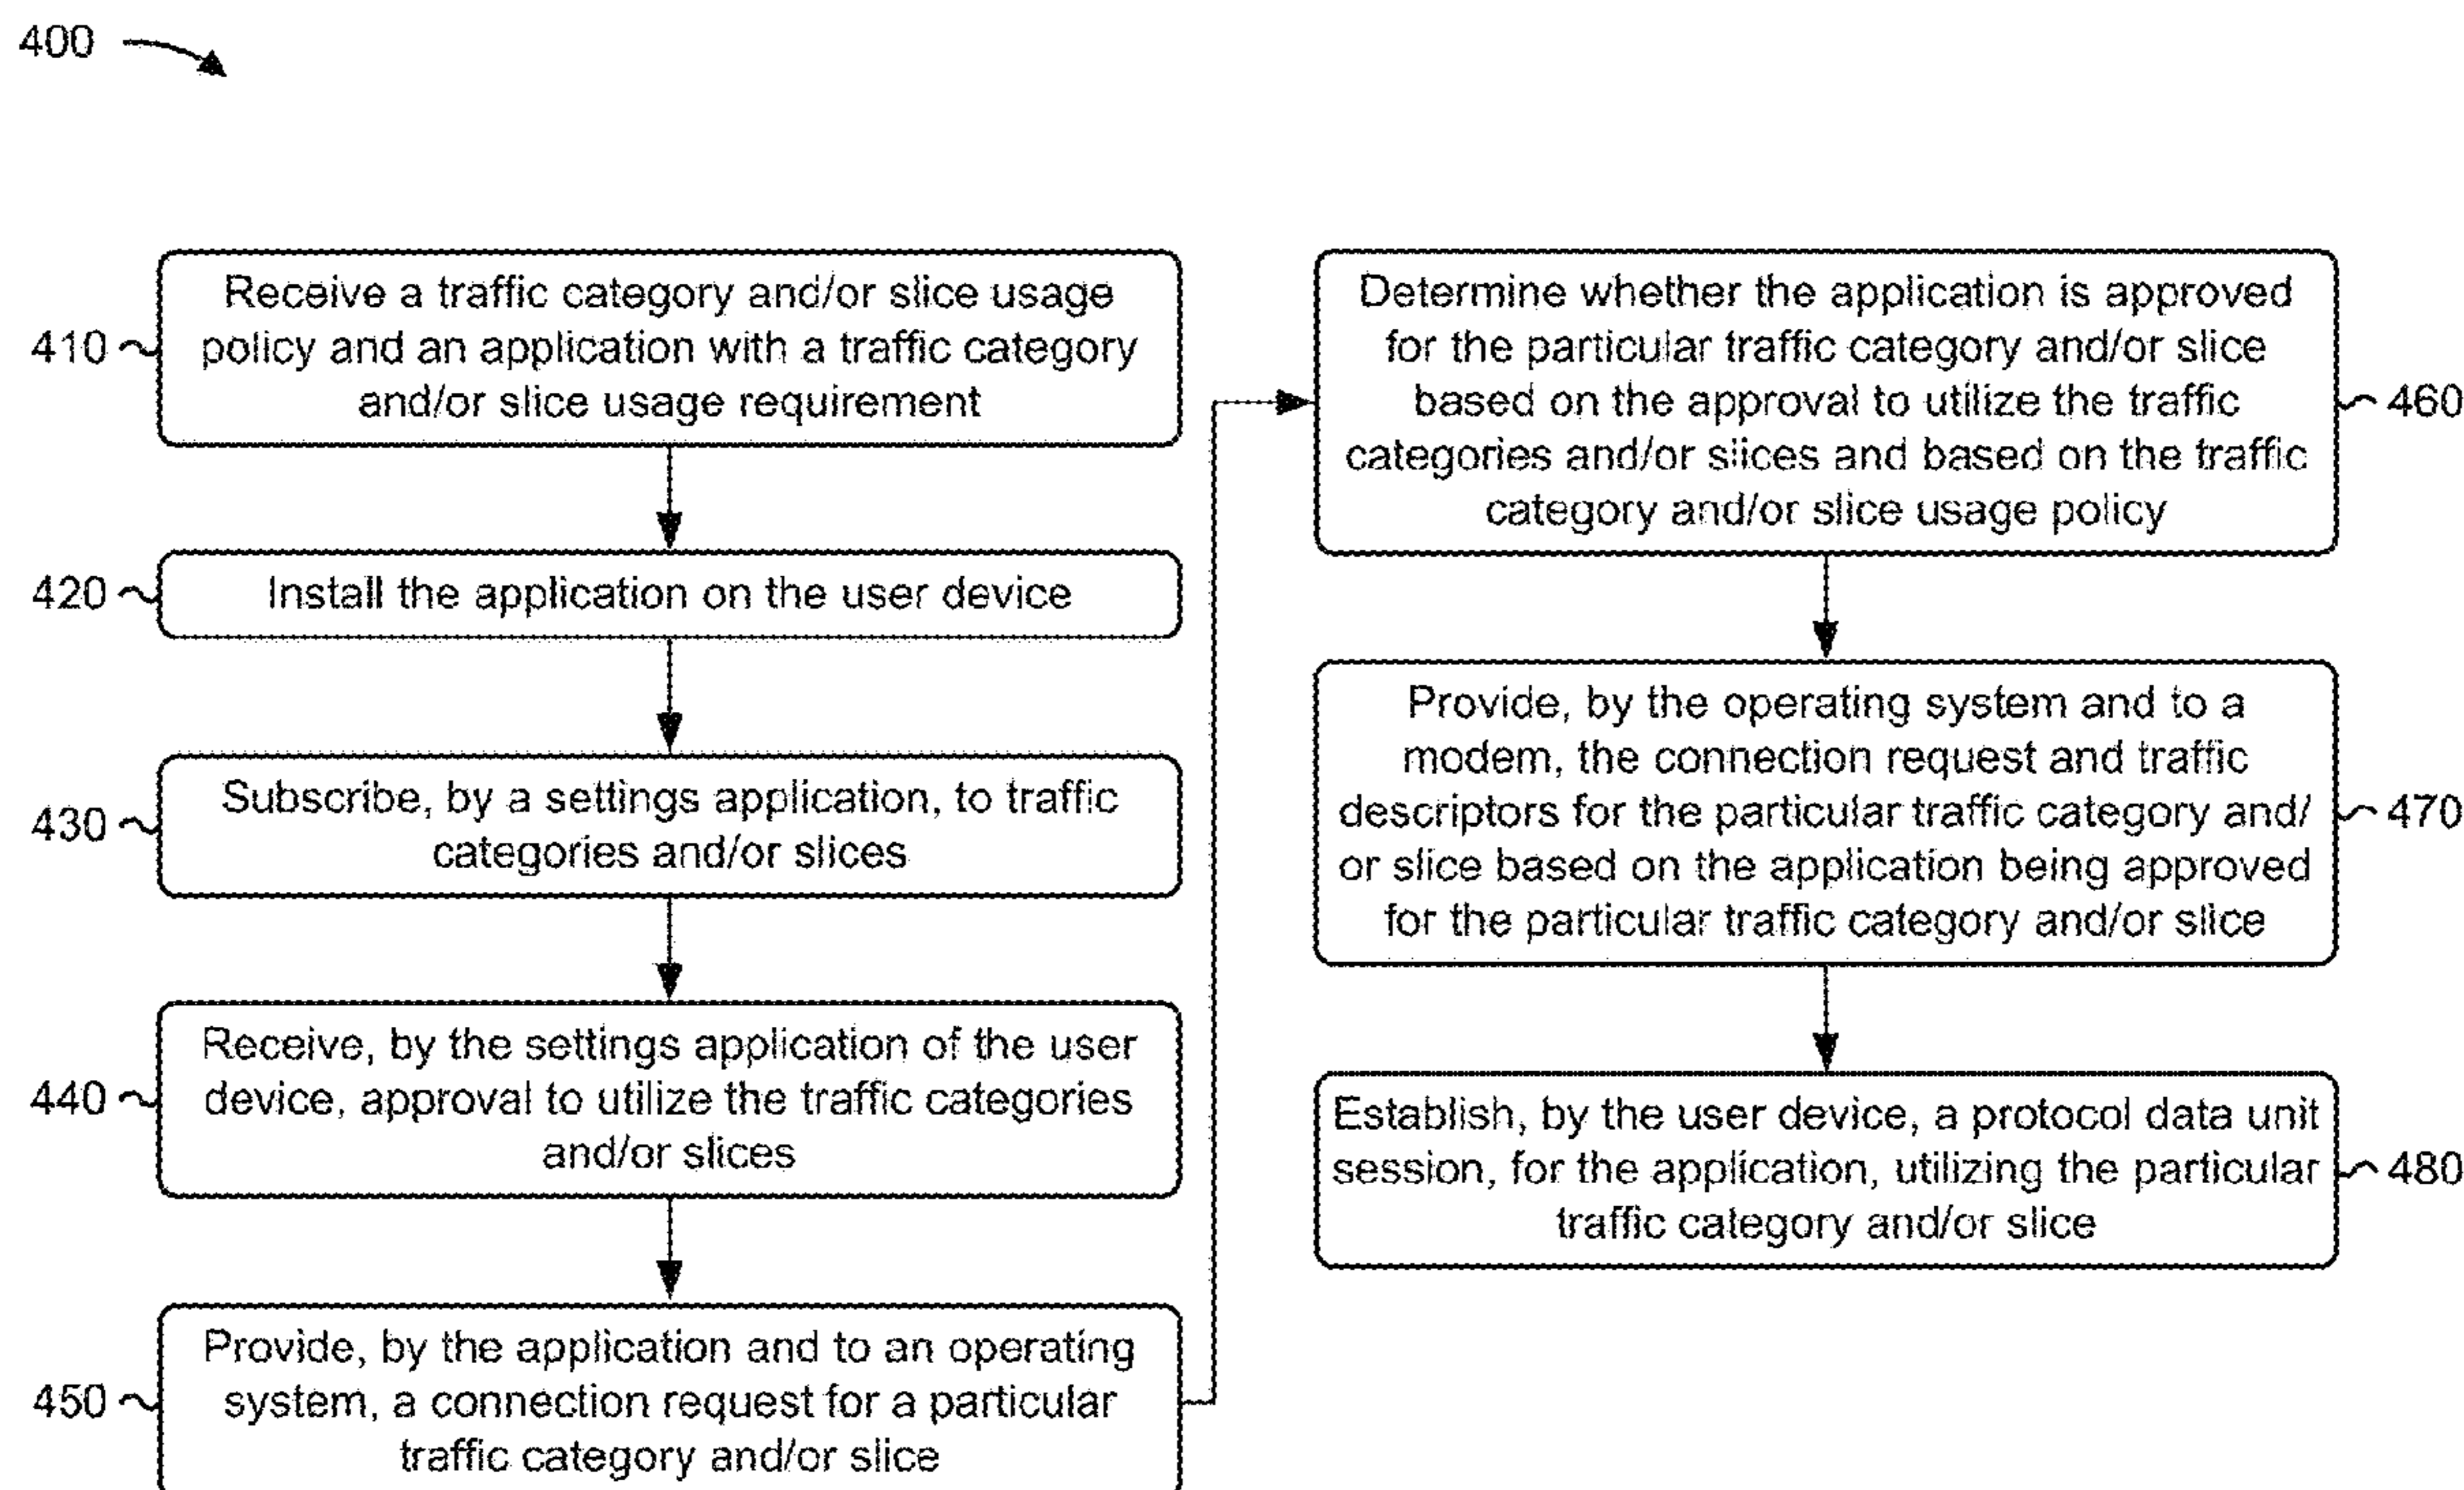 400
410
Receive a traffic category and/or slice usage
policy and an application with a traffic category
and/or slice usage requirement
420
Install the application on the user device
430
Subscribe, by a settings application, to traffic
categories and/or slices
440
Receive, by the settings application of the user
device, approval to utilize the traffic categories
and/or slices
450
Provide, by the application and to an operating
system, a connection request for a particular
traffic category and/or slice
Determine whether the application is approved
for the particular traffic category and/or slice
based on the approval to utilize the traffic
categories and/or slices and based on the traffic
category and/or slice usage policy
460
Provide, by the operating system and to a
modem, the connection request and traffic
descriptors for the particular traffic category and/
or slice based on the application being approved
for the particular traffic category and/or slice
470
Establish, by the user device, a protocol data unit
session, for the application, utilizing the particular
traffic category and/or slice
480